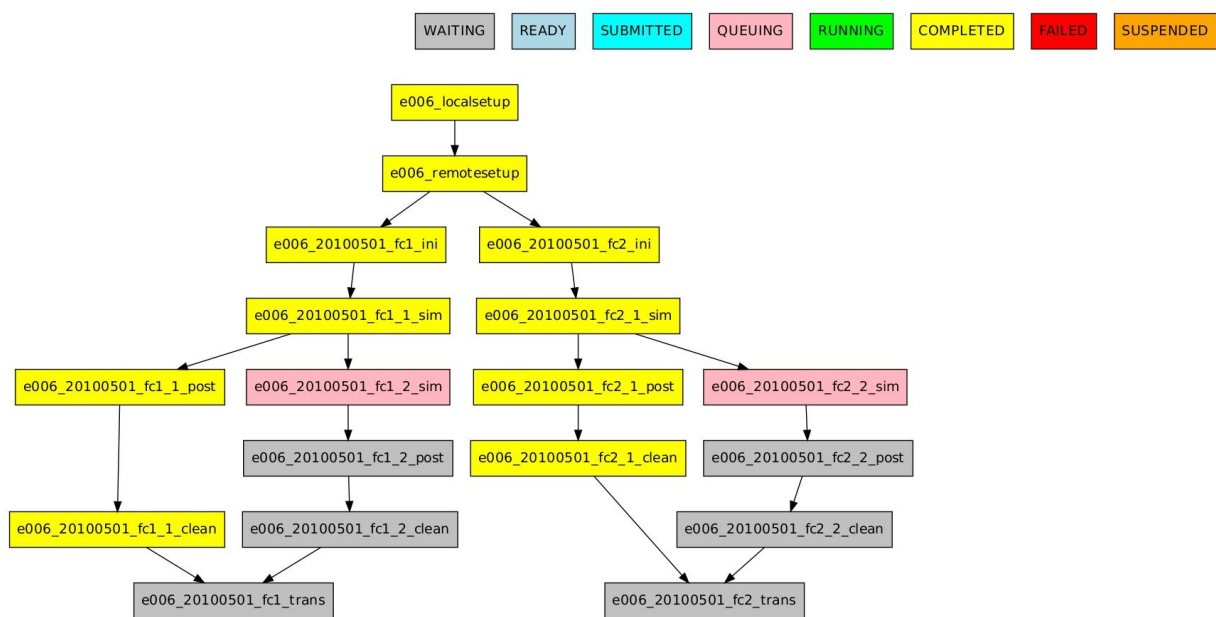 WAITING
READY
SUBMITTED
QUEUING
RUNNING
COMPLETED
FAILED
SUSPENDED
e006_localsetup
e006_remotesetup
e006_20100501_fc1_ini
e006_20100501_fc2_ini
e006_20100501_fc1_1_sim
e006_20100501_fc2_1_sim
e006_20100501_fc1_1_post
e006_20100501_fc1_2_sim
e006_20100501_fc2_1_post
e006_20100501_fc2_2_sim
e006_20100501_fc1_2_post
e006_20100501_fc2_1_clean
e006_20100501_fc2_2_post
e006_20100501_fc1_1_clean
e006_20100501_fc1_2_clean
e006_20100501_fc2_2_clean
e006_20100501_fc1_trans
e006_20100501_fc2_trans